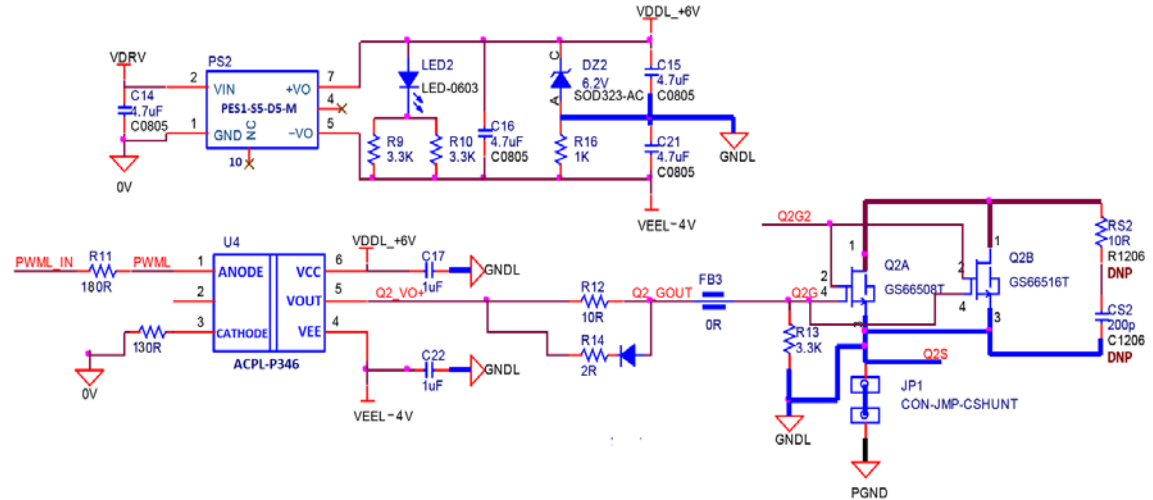 VDDL_+6V
VDRV
PS2
2
VIN
+VO
7
C14
4.7uF
C0805
PES1-S5-D5-M
4
1
GND
NC
−VO
5
10
0V
LED2
LED-0603
R9
3.3K
R10
3.3K
C16
4.7uF
C0805
C
DZ2
6.2V
SOD323-AC
A
R16
1K
C15
4.7uF
C0805
C21
4.7uF
C0805
GNDL
VEEL-4V
PWML_IN
R11
180R
PWML
U4
1
ANODE
VCC
6
2
VOUT
5
3
CATHODE
VEE
4
130R
0V
ACPL-P346
VDDL_+6V
C17
1uF
GNDL
Q2_VO+
C22
1uF
GNDL
VEEL-4V
R12
10R
Q2_GOUT
R14
2R
FB3
0R
Q2G2
Q2G
R13
3.3K
GNDL
1
2
4
3
Q2A
GS66508T
1
2
4
3
Q2B
GS66516T
RS2
10R
R1206
DNP
CS2
200p
C1206
DNP
Q2S
JP1
CON-JMP-CSHUNT
PGND